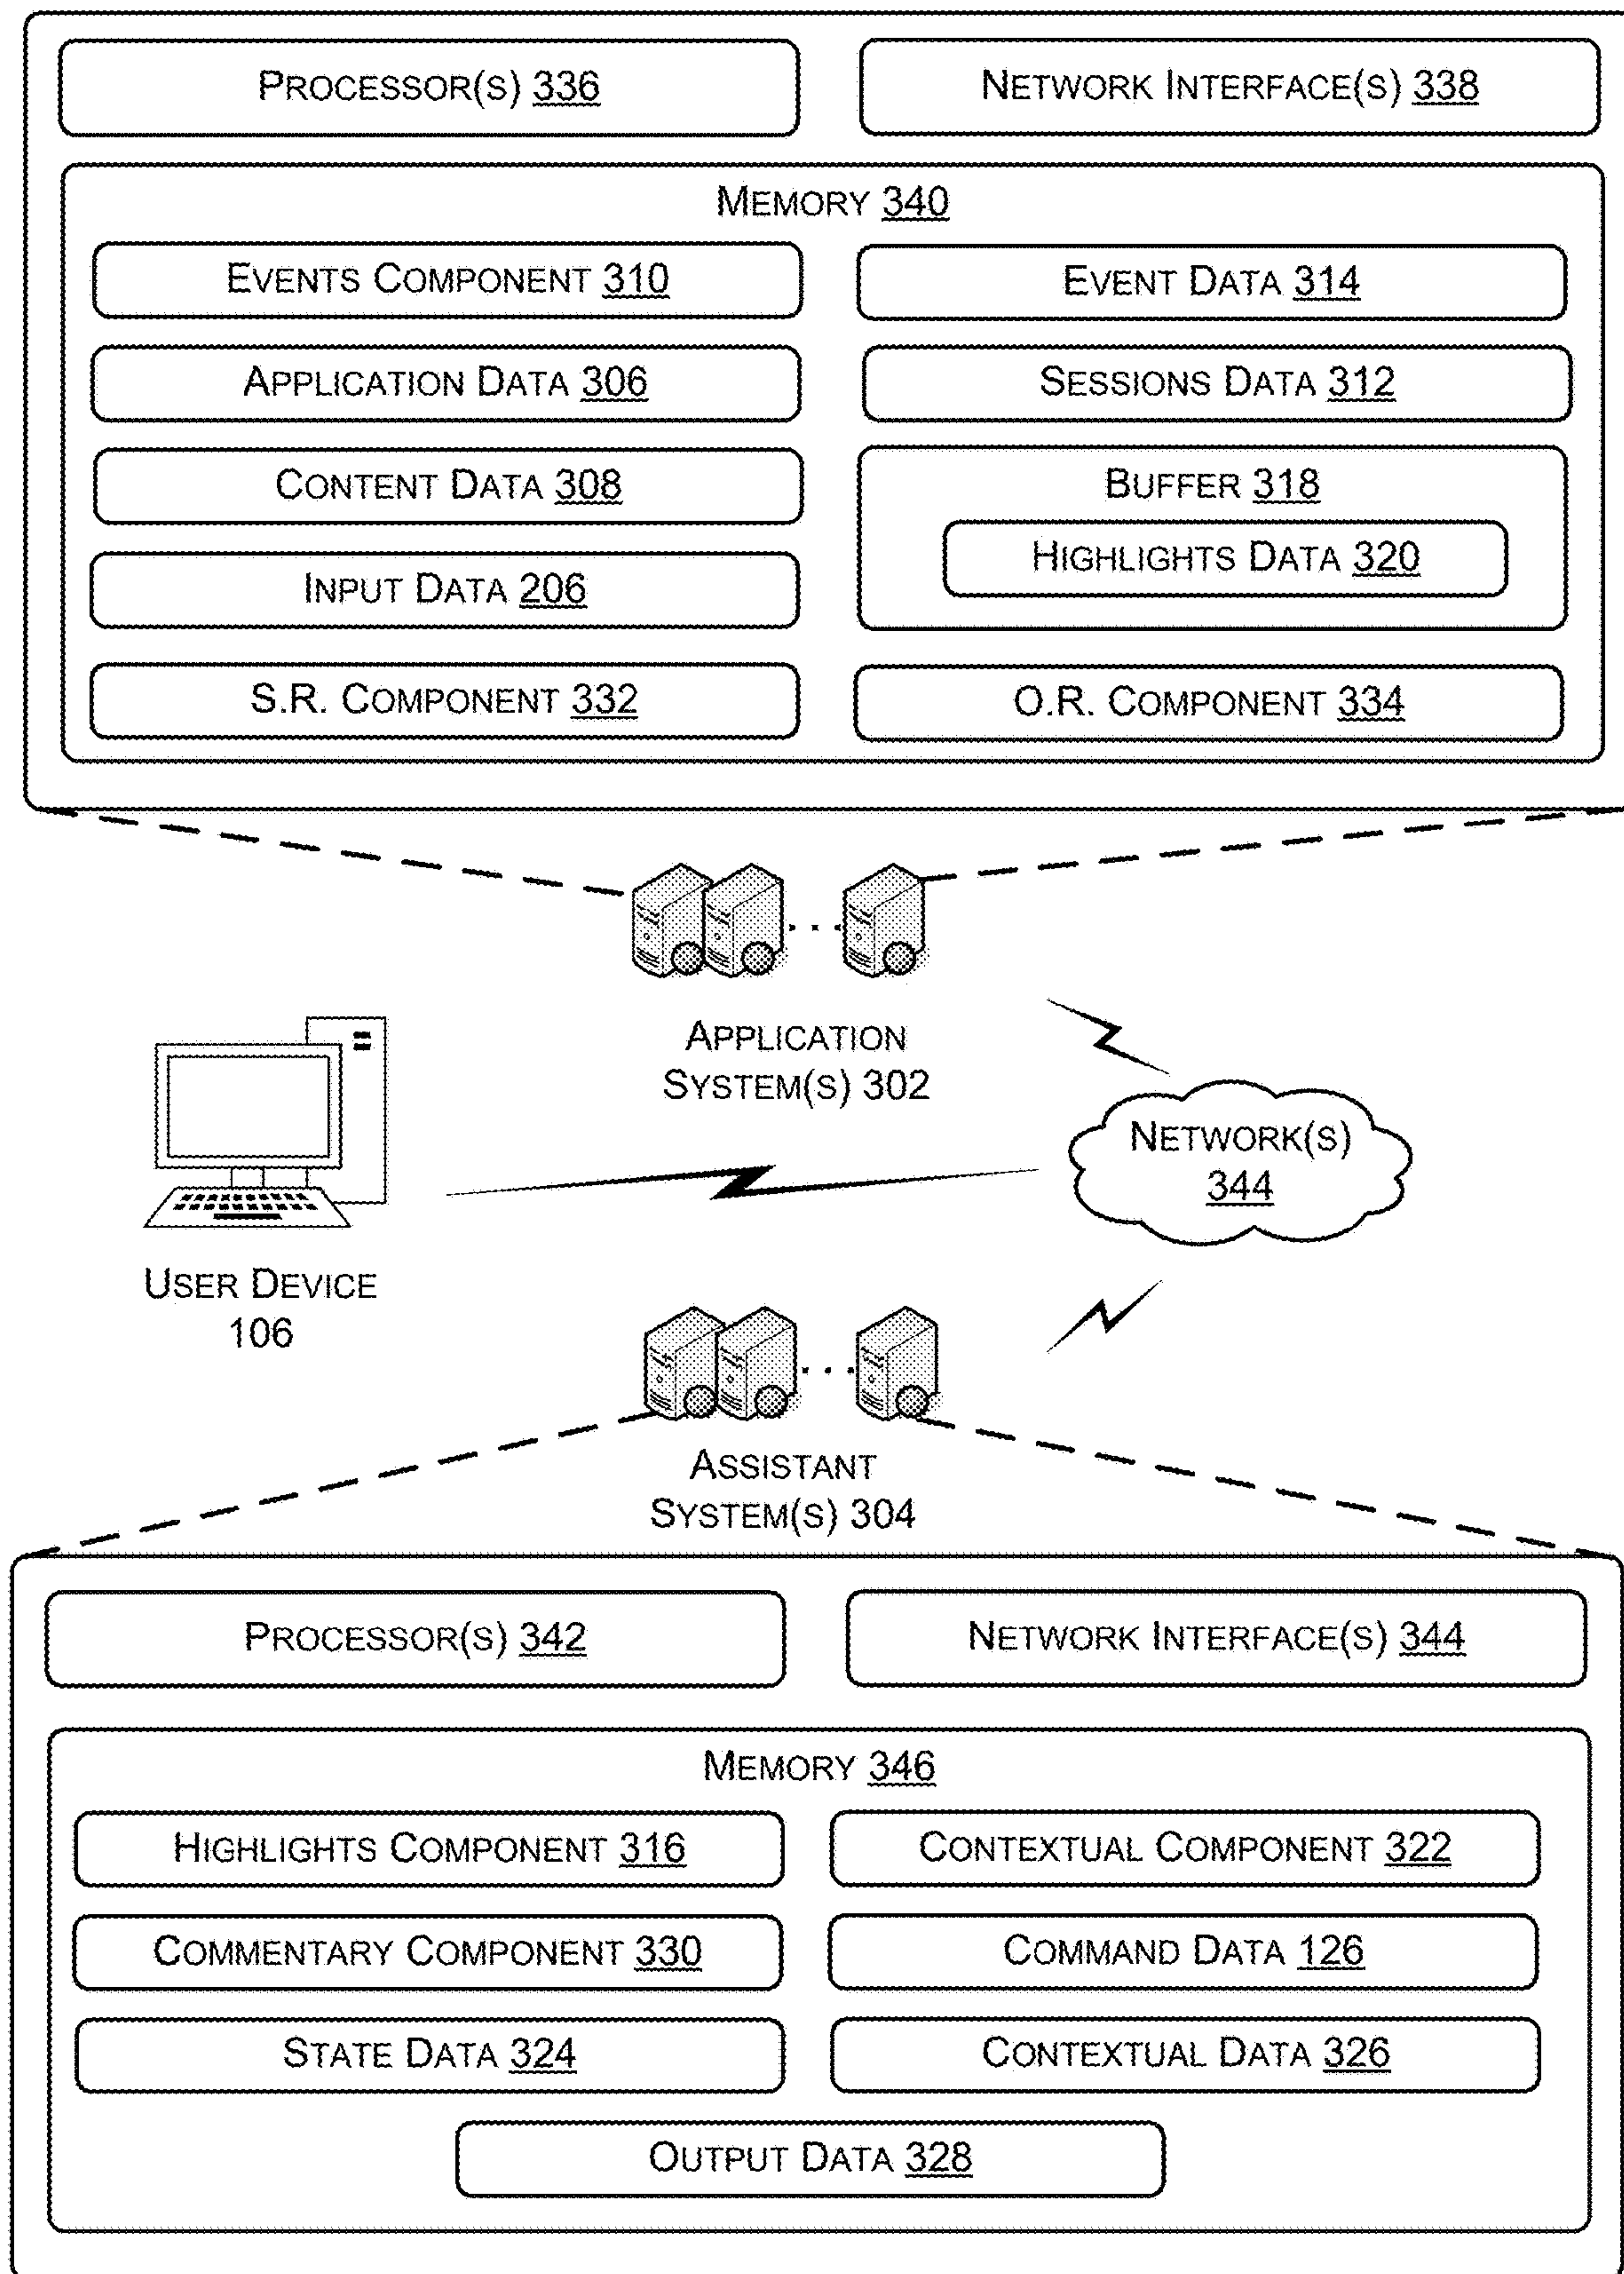 PROCESSOR(S) 336
NETWORK INTERFACE(S) 338
MEMORY 340
EVENTS COMPONENT 310
EVENT DATA 314
APPLICATION DATA 306
SESSIONS DATA 312
CONTENT DATA 308
BUFFER 318
HIGHLIGHTS DATA 320
INPUT DATA 206
S.R. COMPONENT 332
O.R. COMPONENT 334
APPLICATION
SYSTEM(S) 302
NETWORK(S)
344
USER DEVICE
106
ASSISTANT
SYSTEM(S) 304
PROCESSOR(S) 342
NETWORK INTERFACE(S) 344
MEMORY 346
HIGHLIGHTS COMPONENT 316
CONTEXTUAL COMPONENT 322
COMMENTARY COMPONENT 330
COMMAND DATA 126
STATE DATA 324
CONTEXTUAL DATA 326
OUTPUT DATA 328